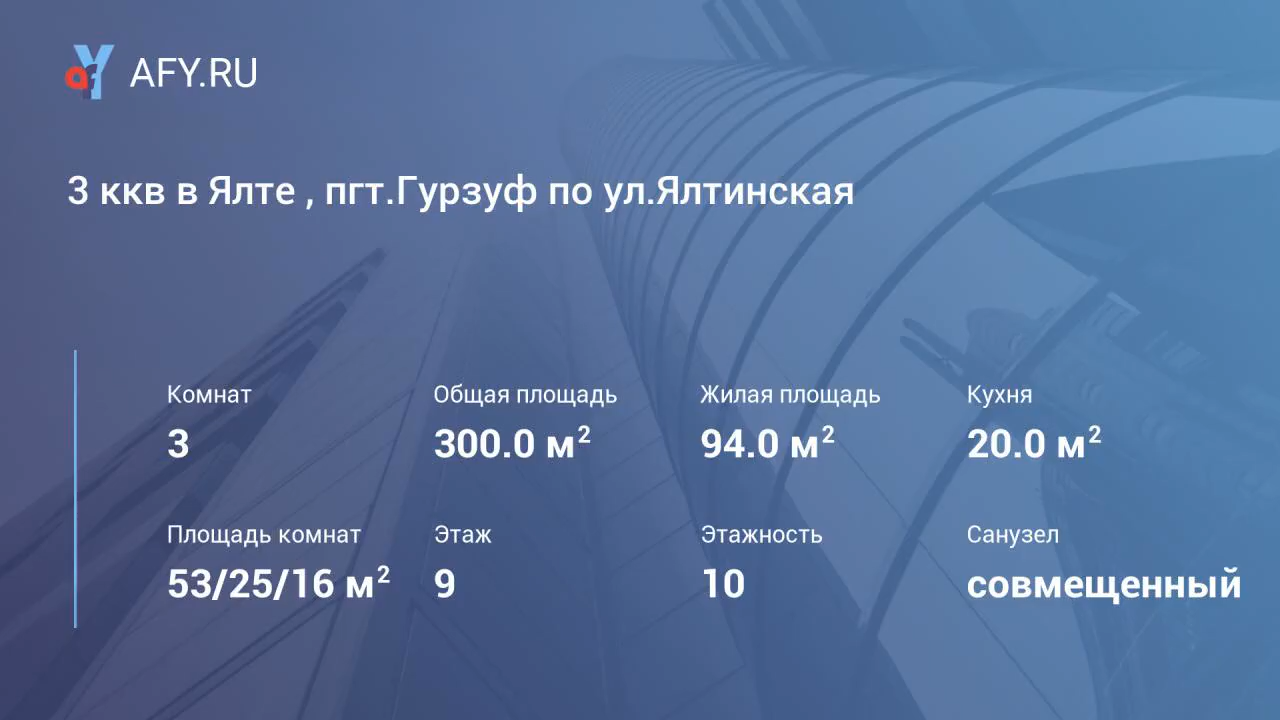 AFY.RU
3 ккв в Ялте , пгт.Гурзуф по ул.Ялтинская
Комнат
Общая площадь
Жилая площадь
Кухня
3
300.0 м²
94.0 м²
20.0 м²
Площадь комнат
Этаж
Этажность
Санузел
53/25/16 м²
9
10
совмещенный